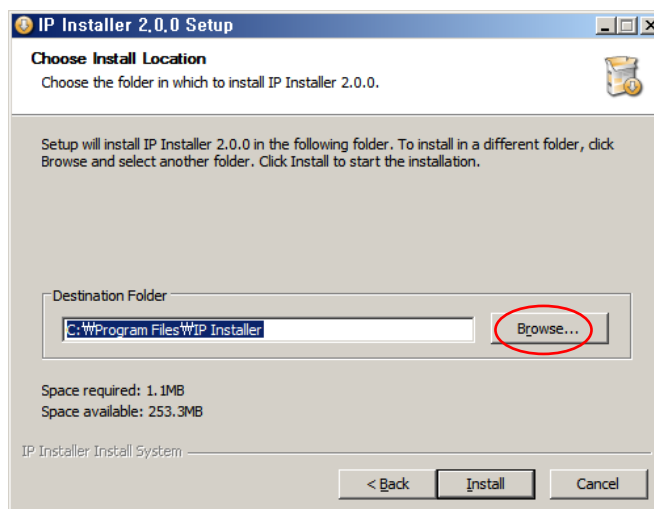 IP Installer 2.0.0 Setup
Choose Install Location
Choose the folder in which to install IP Installer 2.0.0.
Setup will install IP Installer 2.0.0 in the following folder. To install in a different folder, click
Browse and select another folder. Click Install to start the installation.
Destination Folder
C:₩Program Files₩IP Installer
Browse...
Space required: 1.1MB
Space available: 253.3MB
IP Installer Install System
< Back
Install
Cancel